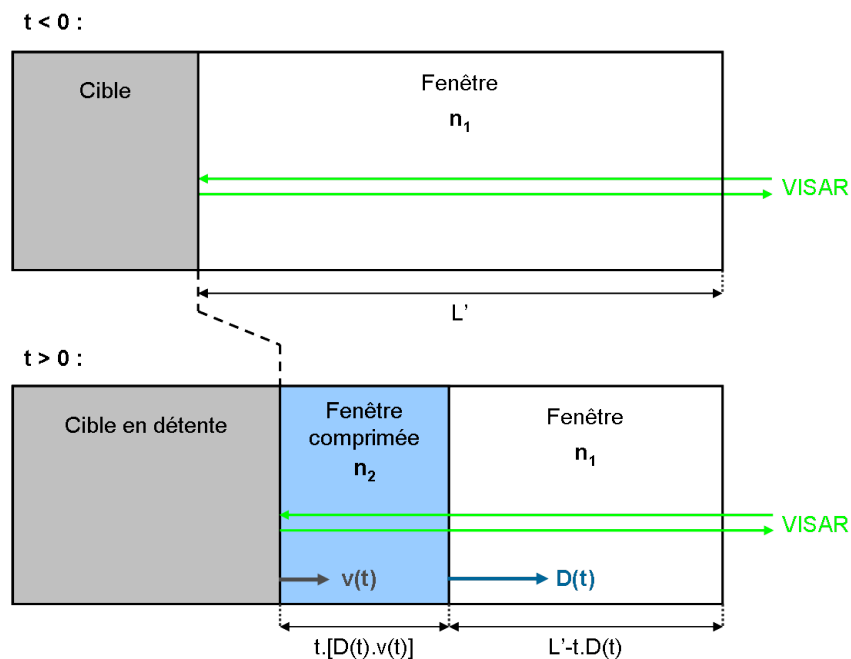 t < 0 :
Cible
Fenêtre
n₁
VISAR
L’
t > 0 :
Cible en détente
Fenêtre
comprimée
n₂
Fenêtre
n₁
VISAR
v(t)
D(t)
t.[D(t).v(t)]
L’-t.D(t)